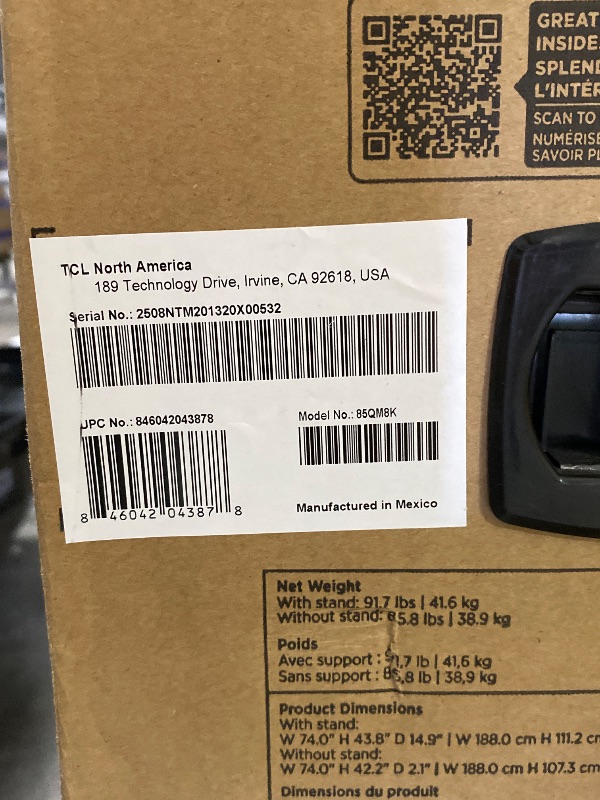 GREAT
INSIDE.
SPLEND
L'INTÉR
SCAN TO
NUMÉRISE
SAVOIR PL
TCL North America
189 Technology Drive, Irvine, CA 92618, USA
Serial No.: 2508NTM201320X00532
UPC No.: 846042043878
Model No.: 85QM8K
8 46042 04387 8
Manufactured in Mexico
Net Weight
With stand: 91.7 lbs | 41.6 kg
Without stand: 85.8 lbs | 38.9 kg
Poids
Avec support : 91,7 lb | 41,6 kg
Sans support : 85,8 lb | 38,9 kg
Product Dimensions
With stand:
W 74.0" H 43.8" D 14.9" | W 188.0 cm H 111.2 cm
Without stand:
W 74.0" H 42.2" D 2.1" | W 188.0 cm H 107.3 cm
Dimensions du produit